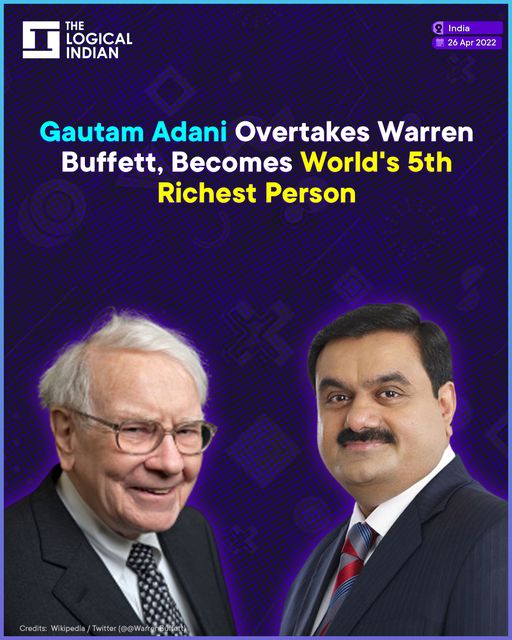 THE
LOGICAL
INDIAN
India
26 Apr 2022
Gautam Adani Overtakes Warren
Buffett, Becomes World's 5th
Richest Person
Credits: Wikipedia / Twitter (@@WarrenBuffett)